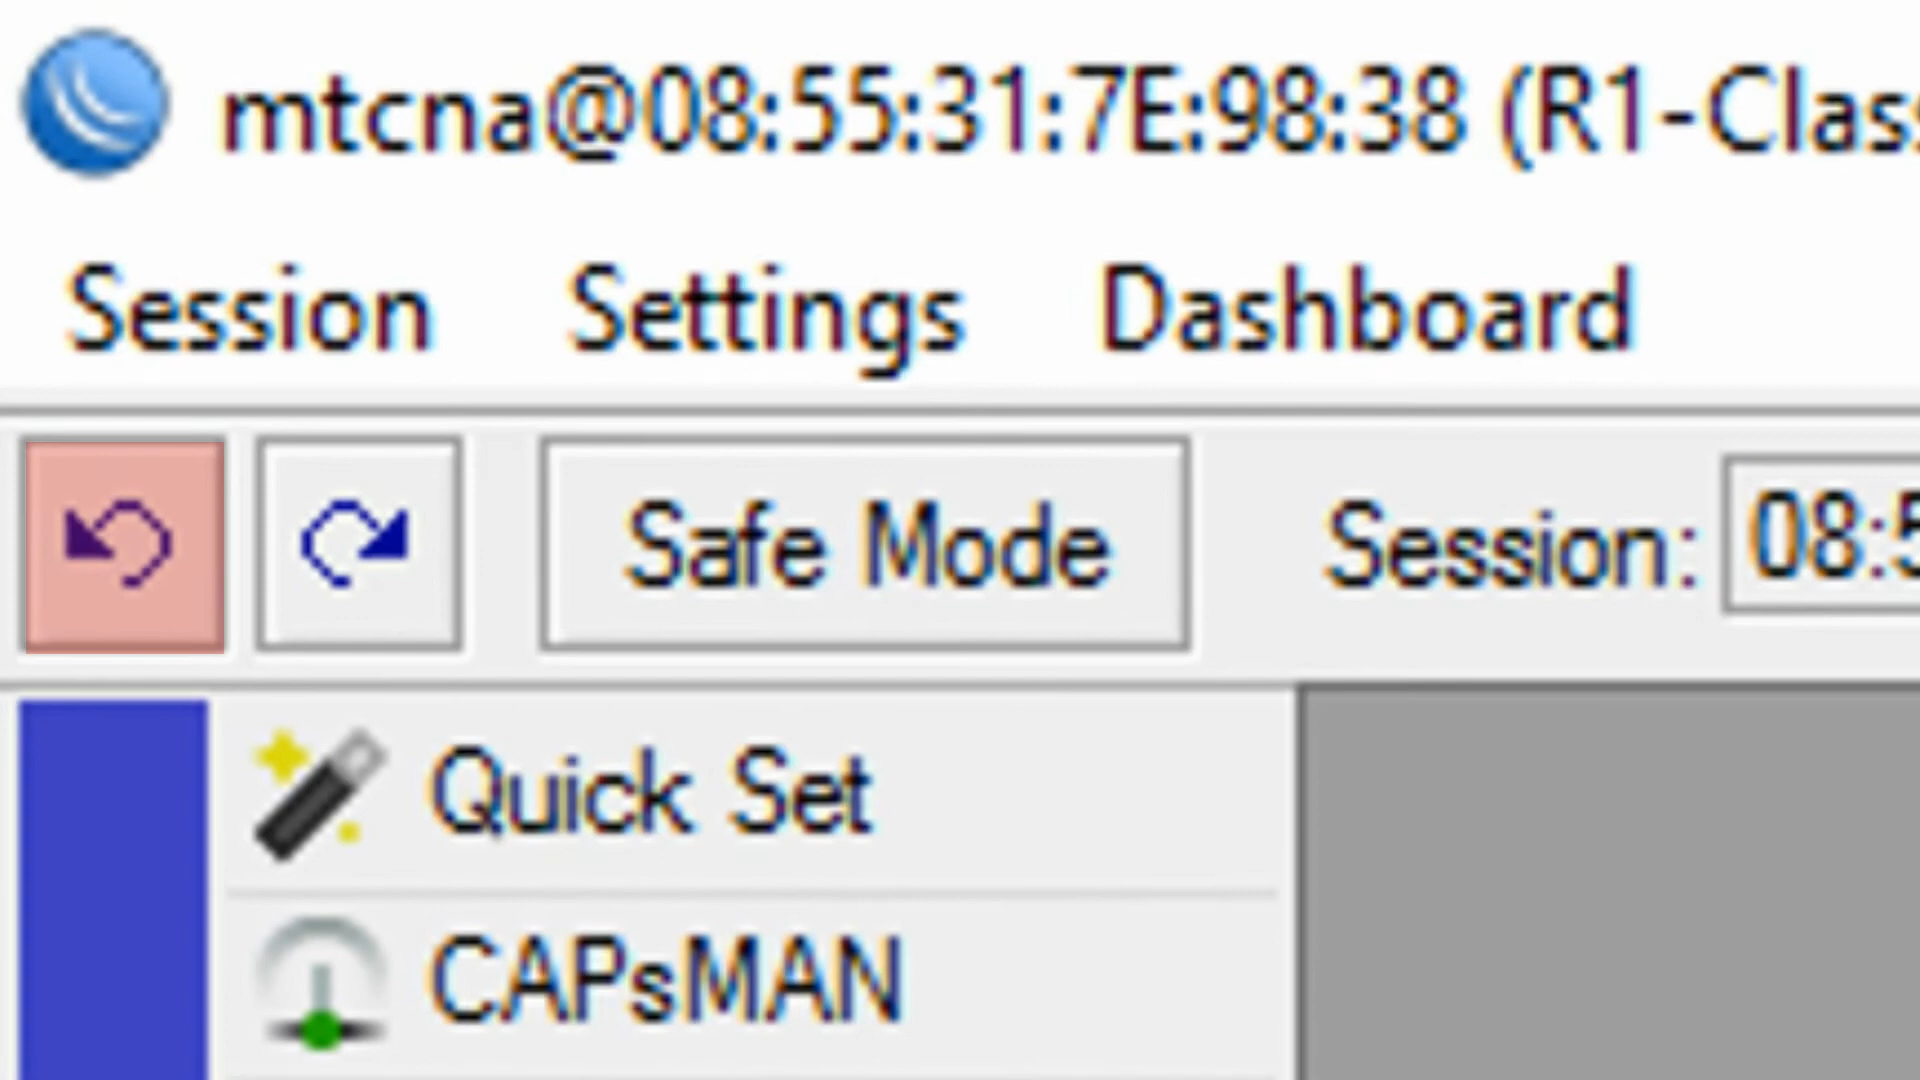 mtcna@08:55:31:7E:98:38 (R1-Clas
Session Settings Dashboard
Safe Mode Session: 08:5
Quick Set
CAPsMAN